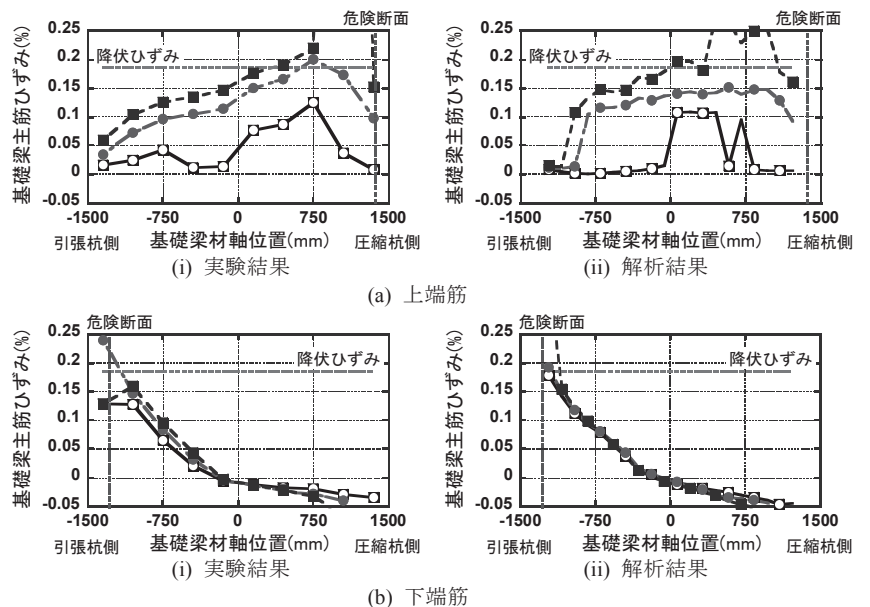 危険断面
0.25
0.2
0.15
0.1
0.05
0
-0.05
基礎梁主筋ひずみ(%)
降伏ひずみ
-1500 -750 0 750 1500
引張杭側 基礎梁材軸位置(mm) 圧縮杭側
(i) 実験結果
危険断面
0.25
0.2
0.15
0.1
0.05
0
-0.05
基礎梁主筋ひずみ(%)
降伏ひずみ
-1500 -750 0 750 1500
引張杭側 基礎梁材軸位置(mm) 圧縮杭側
(ii) 解析結果
(a) 上端筋
危険断面
0.25
0.2
0.15
0.1
0.05
0
-0.05
基礎梁主筋ひずみ(%)
降伏ひずみ
-1500 -750 0 750 1500
引張杭側 基礎梁材軸位置(mm) 圧縮杭側
(i) 実験結果
危険断面
0.25
0.2
0.15
0.1
0.05
0
-0.05
基礎梁主筋ひずみ(%)
降伏ひずみ
-1500 -750 0 750 1500
引張杭側 基礎梁材軸位置(mm) 圧縮杭側
(ii) 解析結果
(b) 下端筋